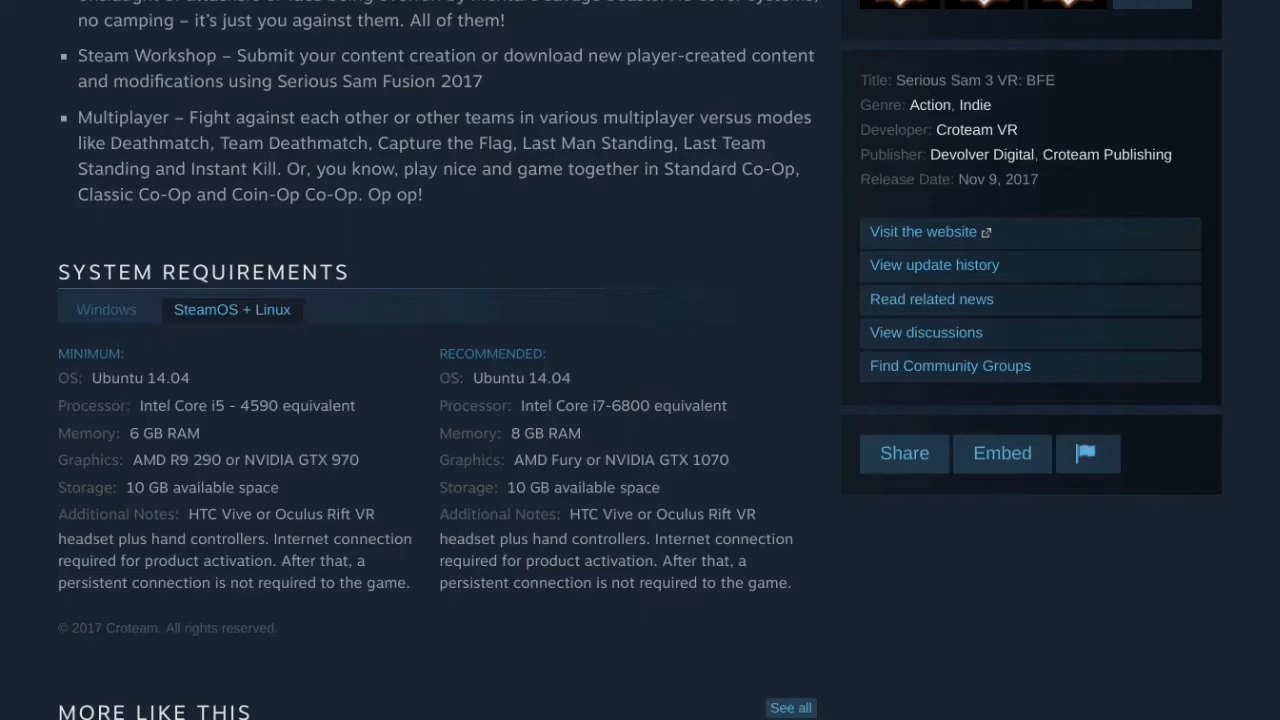 no camping – it's just you against them. All of them!
Steam Workshop – Submit your content creation or download new player-created content
and modifications using Serious Sam Fusion 2017
Multiplayer – Fight against each other or other teams in various multiplayer versus modes
like Deathmatch, Team Deathmatch, Capture the Flag, Last Man Standing, Last Team
Standing and Instant Kill. Or, you know, play nice and game together in Standard Co-Op,
Classic Co-Op and Coin-Op Co-Op. Op op!
SYSTEM REQUIREMENTS
Windows
SteamOS + Linux
MINIMUM:
OS: Ubuntu 14.04
Processor: Intel Core i5 - 4590 equivalent
Memory: 6 GB RAM
Graphics: AMD R9 290 or NVIDIA GTX 970
Storage: 10 GB available space
Additional Notes: HTC Vive or Oculus Rift VR
headset plus hand controllers. Internet connection
required for product activation. After that, a
persistent connection is not required to the game.
RECOMMENDED:
OS: Ubuntu 14.04
Processor: Intel Core i7-6800 equivalent
Memory: 8 GB RAM
Graphics: AMD Fury or NVIDIA GTX 1070
Storage: 10 GB available space
Additional Notes: HTC Vive or Oculus Rift VR
headset plus hand controllers. Internet connection
required for product activation. After that, a
persistent connection is not required to the game.
© 2017 Croteam. All rights reserved.
MORE LIKE THIS
See all
Title: Serious Sam 3 VR: BFE
Genre: Action, Indie
Developer: Croteam VR
Publisher: Devolver Digital, Croteam Publishing
Release Date: Nov 9, 2017
Visit the website
View update history
Read related news
View discussions
Find Community Groups
Share
Embed